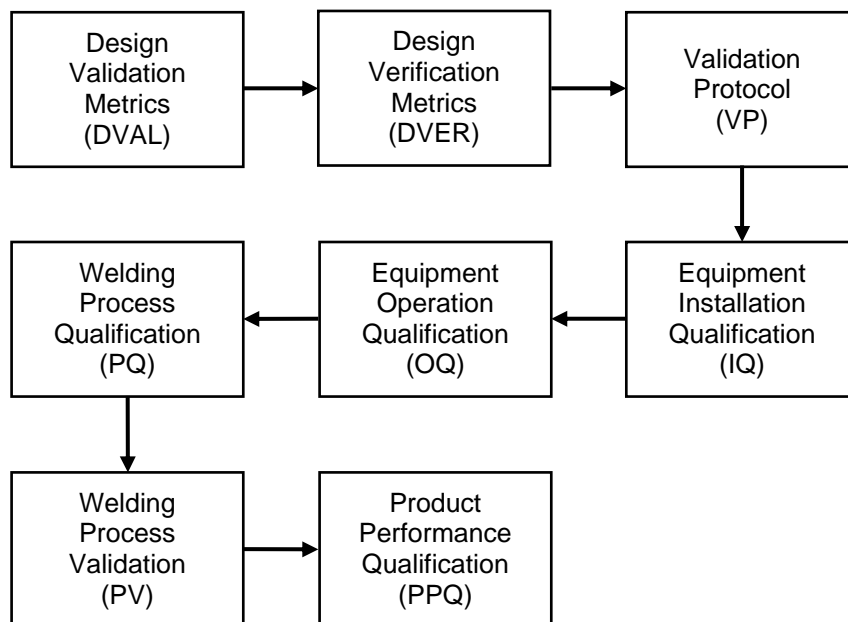 Design
Validation
Metrics
(DVAL)
Design
Verification
Metrics
(DVER)
Validation
Protocol
(VP)
Equipment
Installation
Qualification
(IQ)
Equipment
Operation
Qualification
(OQ)
Welding
Process
Qualification
(PQ)
Welding
Process
Validation
(PV)
Product
Performance
Qualification
(PPQ)